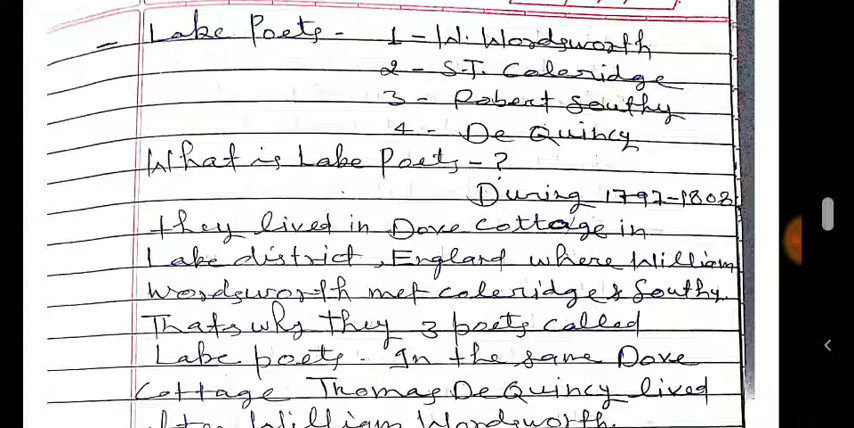 - Lake Poets - 1 - W. Wordsworth
2 - S.T. Coleridge
3 - Robert Southy
4 - De Quincy
What is Lake Poets - ?
During 1797-1808
they lived in Dove Cottage in
Lake district, England where William
Wordsworth met coleridge & Southy.
Thats why they 3 poets called
Lake poets. In the same Dove
Cottage Thomas De Quincy lived
William Wordsworth.